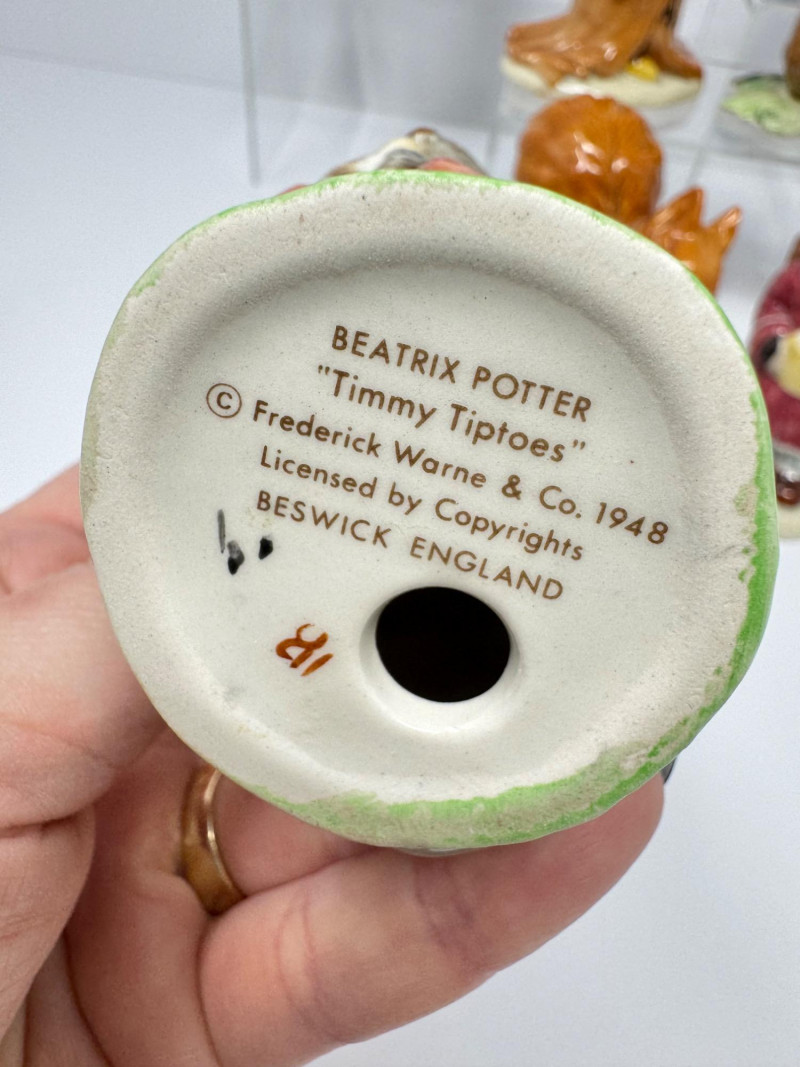 BEATRIX POTTER
"Timmy Tiptoes"
© Frederick Warne & Co. 1948
Licensed by Copyrights
BESWICK ENGLAND